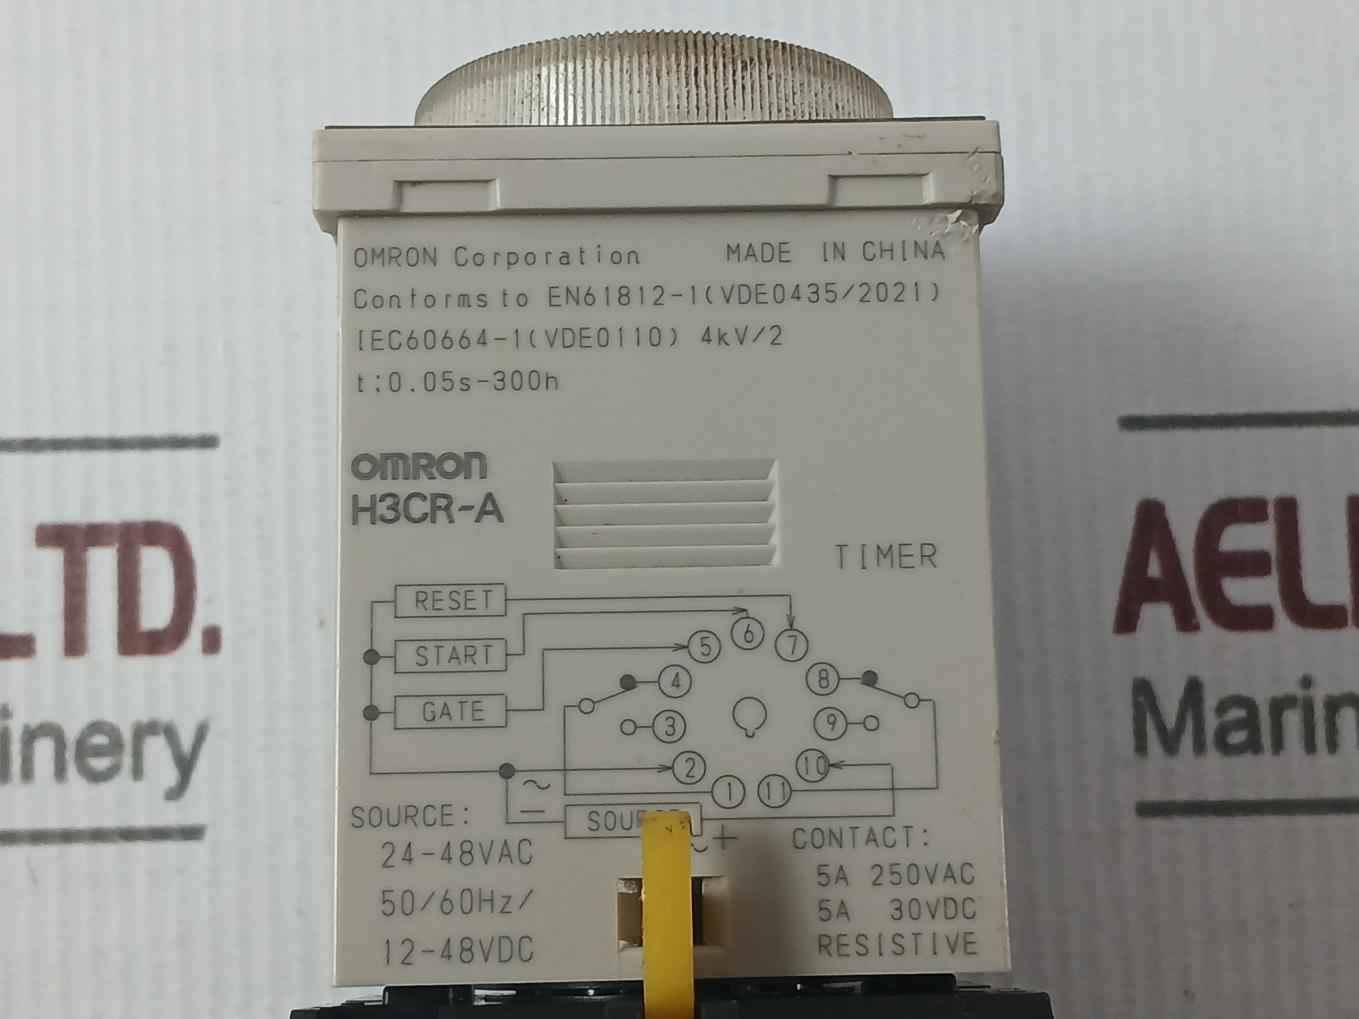 OMRON Corporation MADE IN CHINA
Conforms to EN61812-1(VDE0435/2021)
IEC60664-1(VDE0110) 4kV/2
t:0.05s-300h
OMRON
H3CR-A
TIMER
RESET
START
GATE
5 6 7
4 8
3 9
2 10
1 11
~
−
SOURCE
~ +
SOURCE:
24-48VAC
50/60Hz/
12-48VDC
CONTACT:
5A 250VAC
5A 30VDC
RESISTIVE
LTD.
inery
AEL
Marin